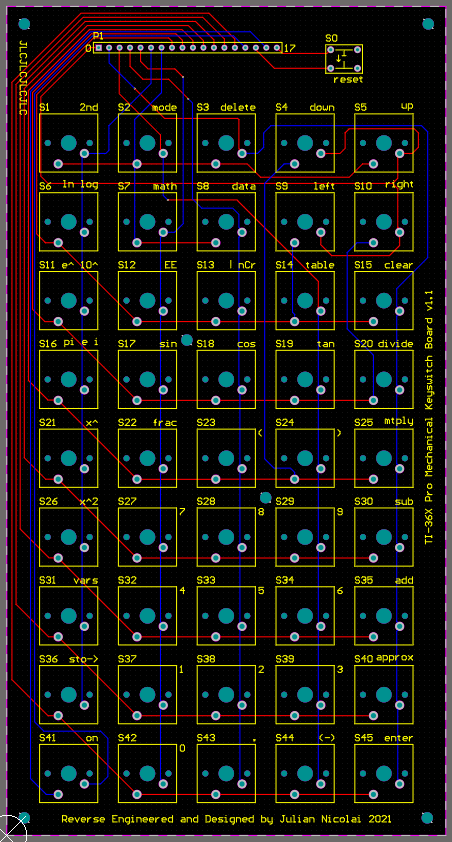 P1 S0
0 17
JLCJLCJLCJLC
reset
S1 2nd S2 mode S3 delete S4 down S5 up
S6 ln log S7 math S8 data S9 left S10 right
S11 e^ 10^ S12 EE S13 ! nCr S14 table S15 clear
S16 pi e i S17 sin S18 cos S19 tan S20 divide
S21 x^ S22 frac S23 ( S24 ) S25 mtply
S26 x^2 S27 7 S28 8 S29 9 S30 sub
S31 vars S32 4 S33 5 S34 6 S35 add
S36 sto-> S37 1 S38 2 S39 3 S40 approx
S41 on S42 0 S43 . S44 (-) S45 enter
TI-36X Pro Mechanical Keyswitch Board v1.1
Reverse Engineered and Designed by Julian Nicolai 2021